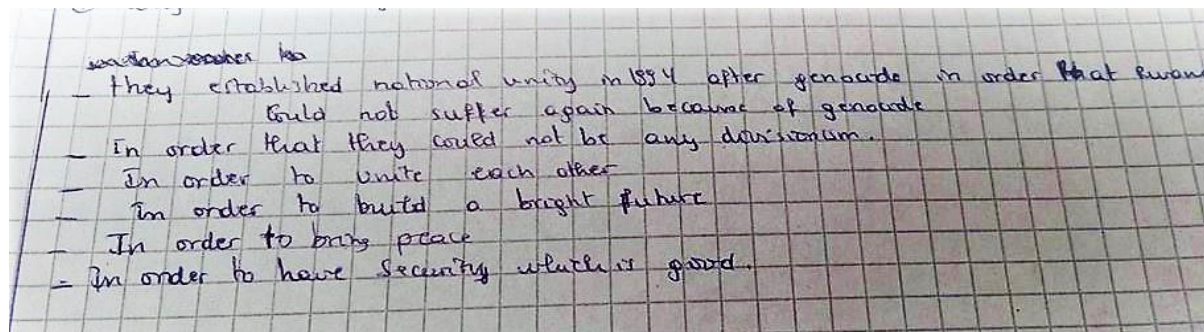 - they established national unity in 1994 after genocide in order that Rwan
could not suffer again because of genocide
- In order that they could not be any divisionism.
- In order to unite each other
- In order to build a bright future
- In order to bring peace
- In order to have security which is good.